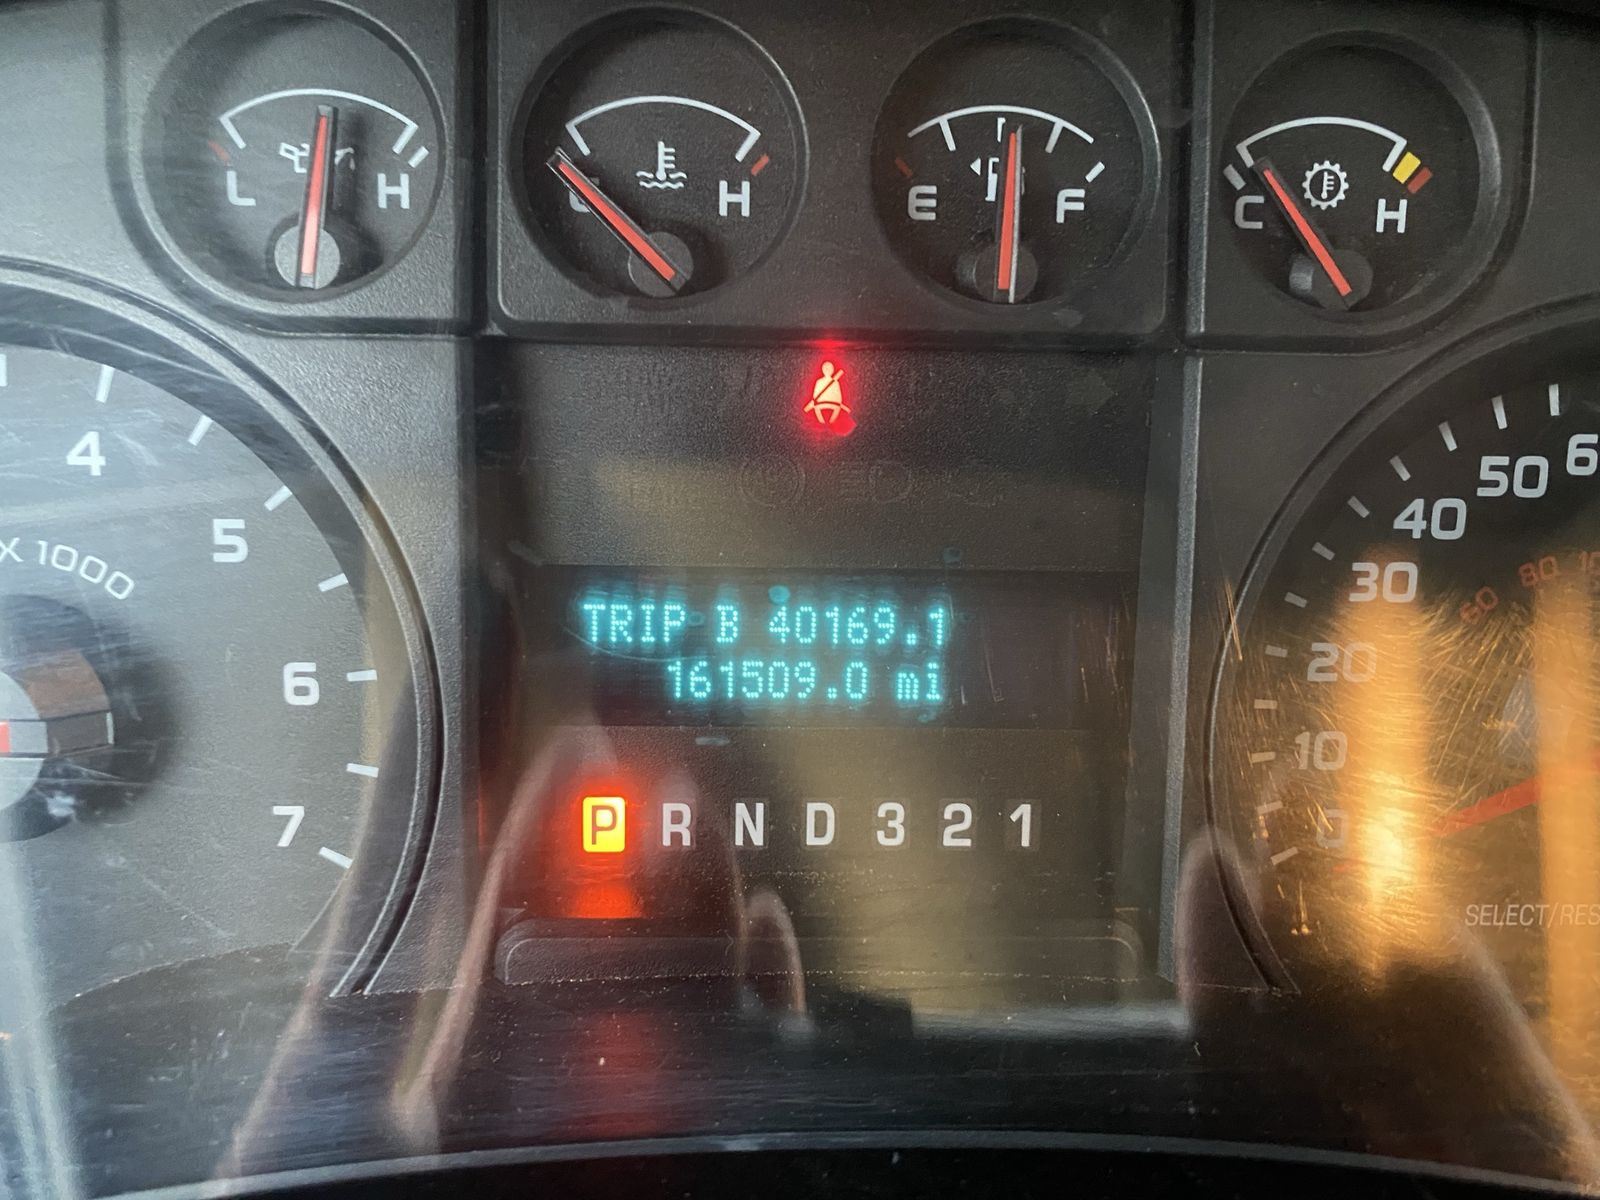 L H
H
E F
C H
4
5
6
7
X 1000
TRIP B 40169.1
161509.0 mi
P R N D 3 2 1
0
10
20
30
40
50
60
80
SELECT/RES